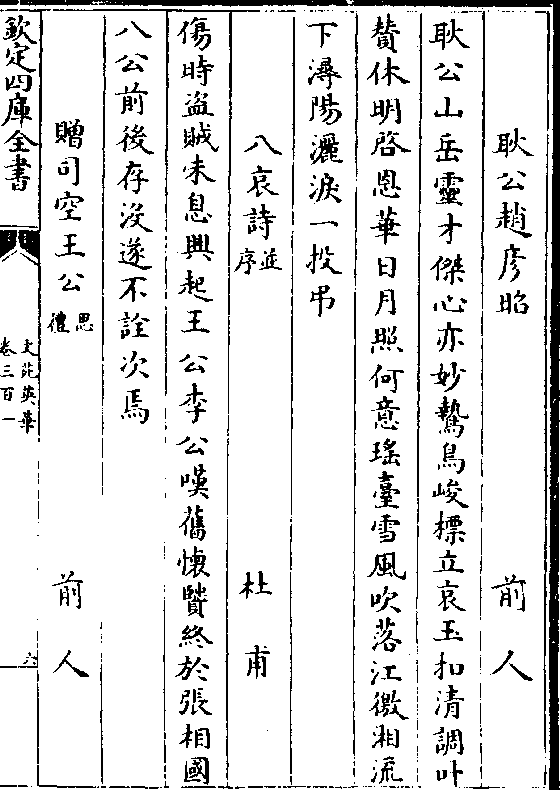 耿公趙彦昭　前人
耿公山岳靈才傑心亦妙鷙鳥峻標立哀玉扣清調叶
賛休明啓恩華日月照何意瑤臺雪風吹落江徼湘流
下潯陽灑淚一投弔
八哀詩並序　杜甫
傷時盗賊未息興起王公李公嘆舊懐賢終於張相國
八公前後存没遂不詮次焉
贈司空王公思禮　前人
欽定四庫全書
文苑英華
卷三百一
六